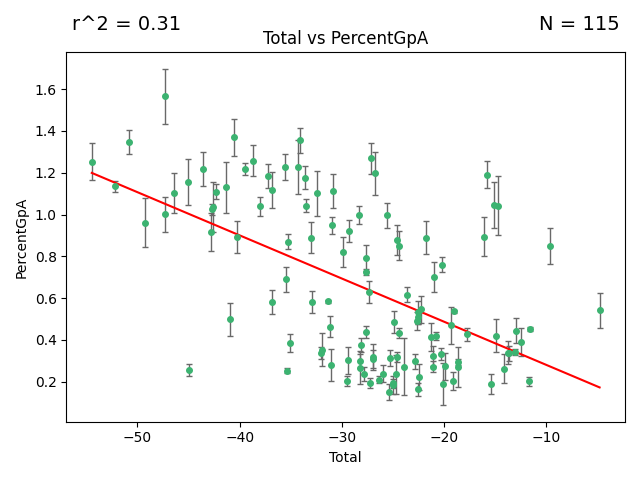 r^2 = 0.31
N = 115
Total vs PercentGpA
PercentGpA
1.6
1.4
1.2
1.0
0.8
0.6
0.4
0.2
−50
−40
−30
−20
−10
Total